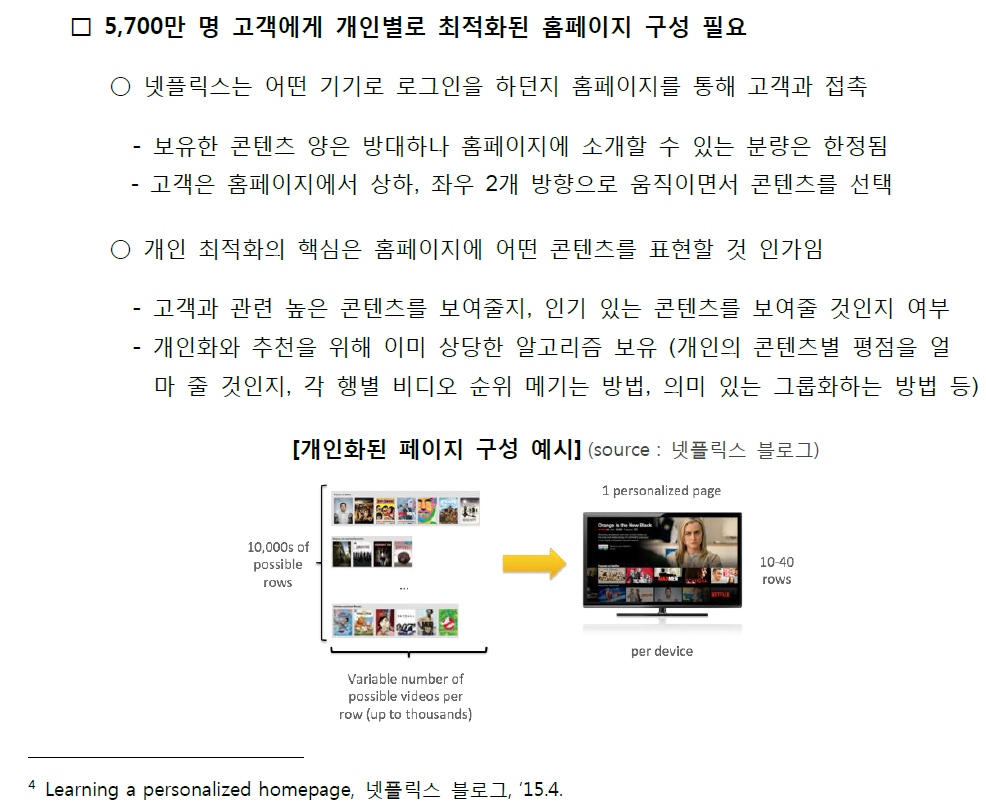 □ 5,700만 명 고객에게 개인별로 최적화된 홈페이지 구성 필요
○ 넷플릭스는 어떤 기기로 로그인을 하던지 홈페이지를 통해 고객과 접촉
- 보유한 콘텐츠 양은 방대하나 홈페이지에 소개할 수 있는 분량은 한정됨
- 고객은 홈페이지에서 상하, 좌우 2개 방향으로 움직이면서 콘텐츠를 선택
○ 개인 최적화의 핵심은 홈페이지에 어떤 콘텐츠를 표현할 것 인가임
- 고객과 관련 높은 콘텐츠를 보여줄지, 인기 있는 콘텐츠를 보여줄 것인지 여부
- 개인화와 추천을 위해 이미 상당한 알고리즘 보유 (개인의 콘텐츠별 평점을 얼
마 줄 것인지, 각 행별 비디오 순위 메기는 방법, 의미 있는 그룹화하는 방법 등)
[개인화된 페이지 구성 예시] (source : 넷플릭스 블로그)
10,000s of
possible
rows
...
Variable number of
possible videos per
row (up to thousands)
1 personalized page
Orange is the New Black
NETFLIX
10-40
rows
per device
4 Learning a personalized homepage, 넷플릭스 블로그, ‘15.4.